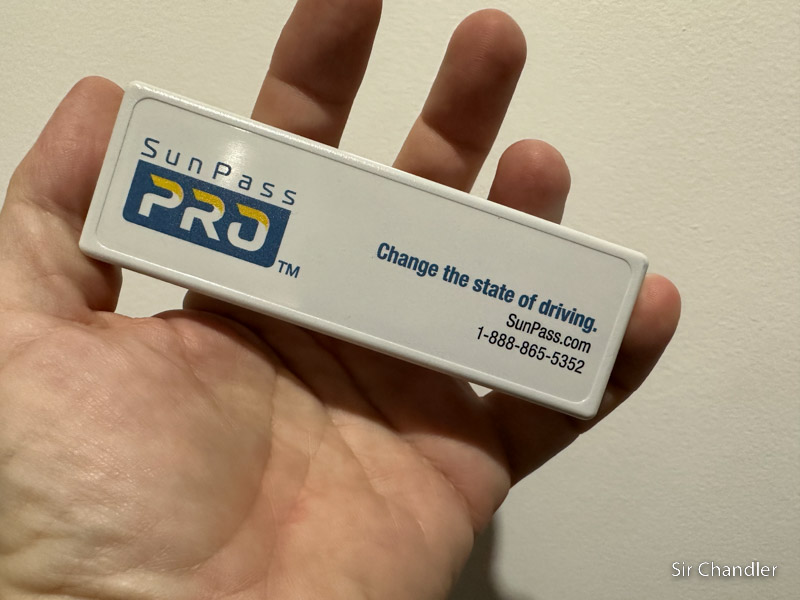 SunPass
PRO
TM
Change the state of driving.
SunPass.com
1-888-865-5352
Sir Chandler